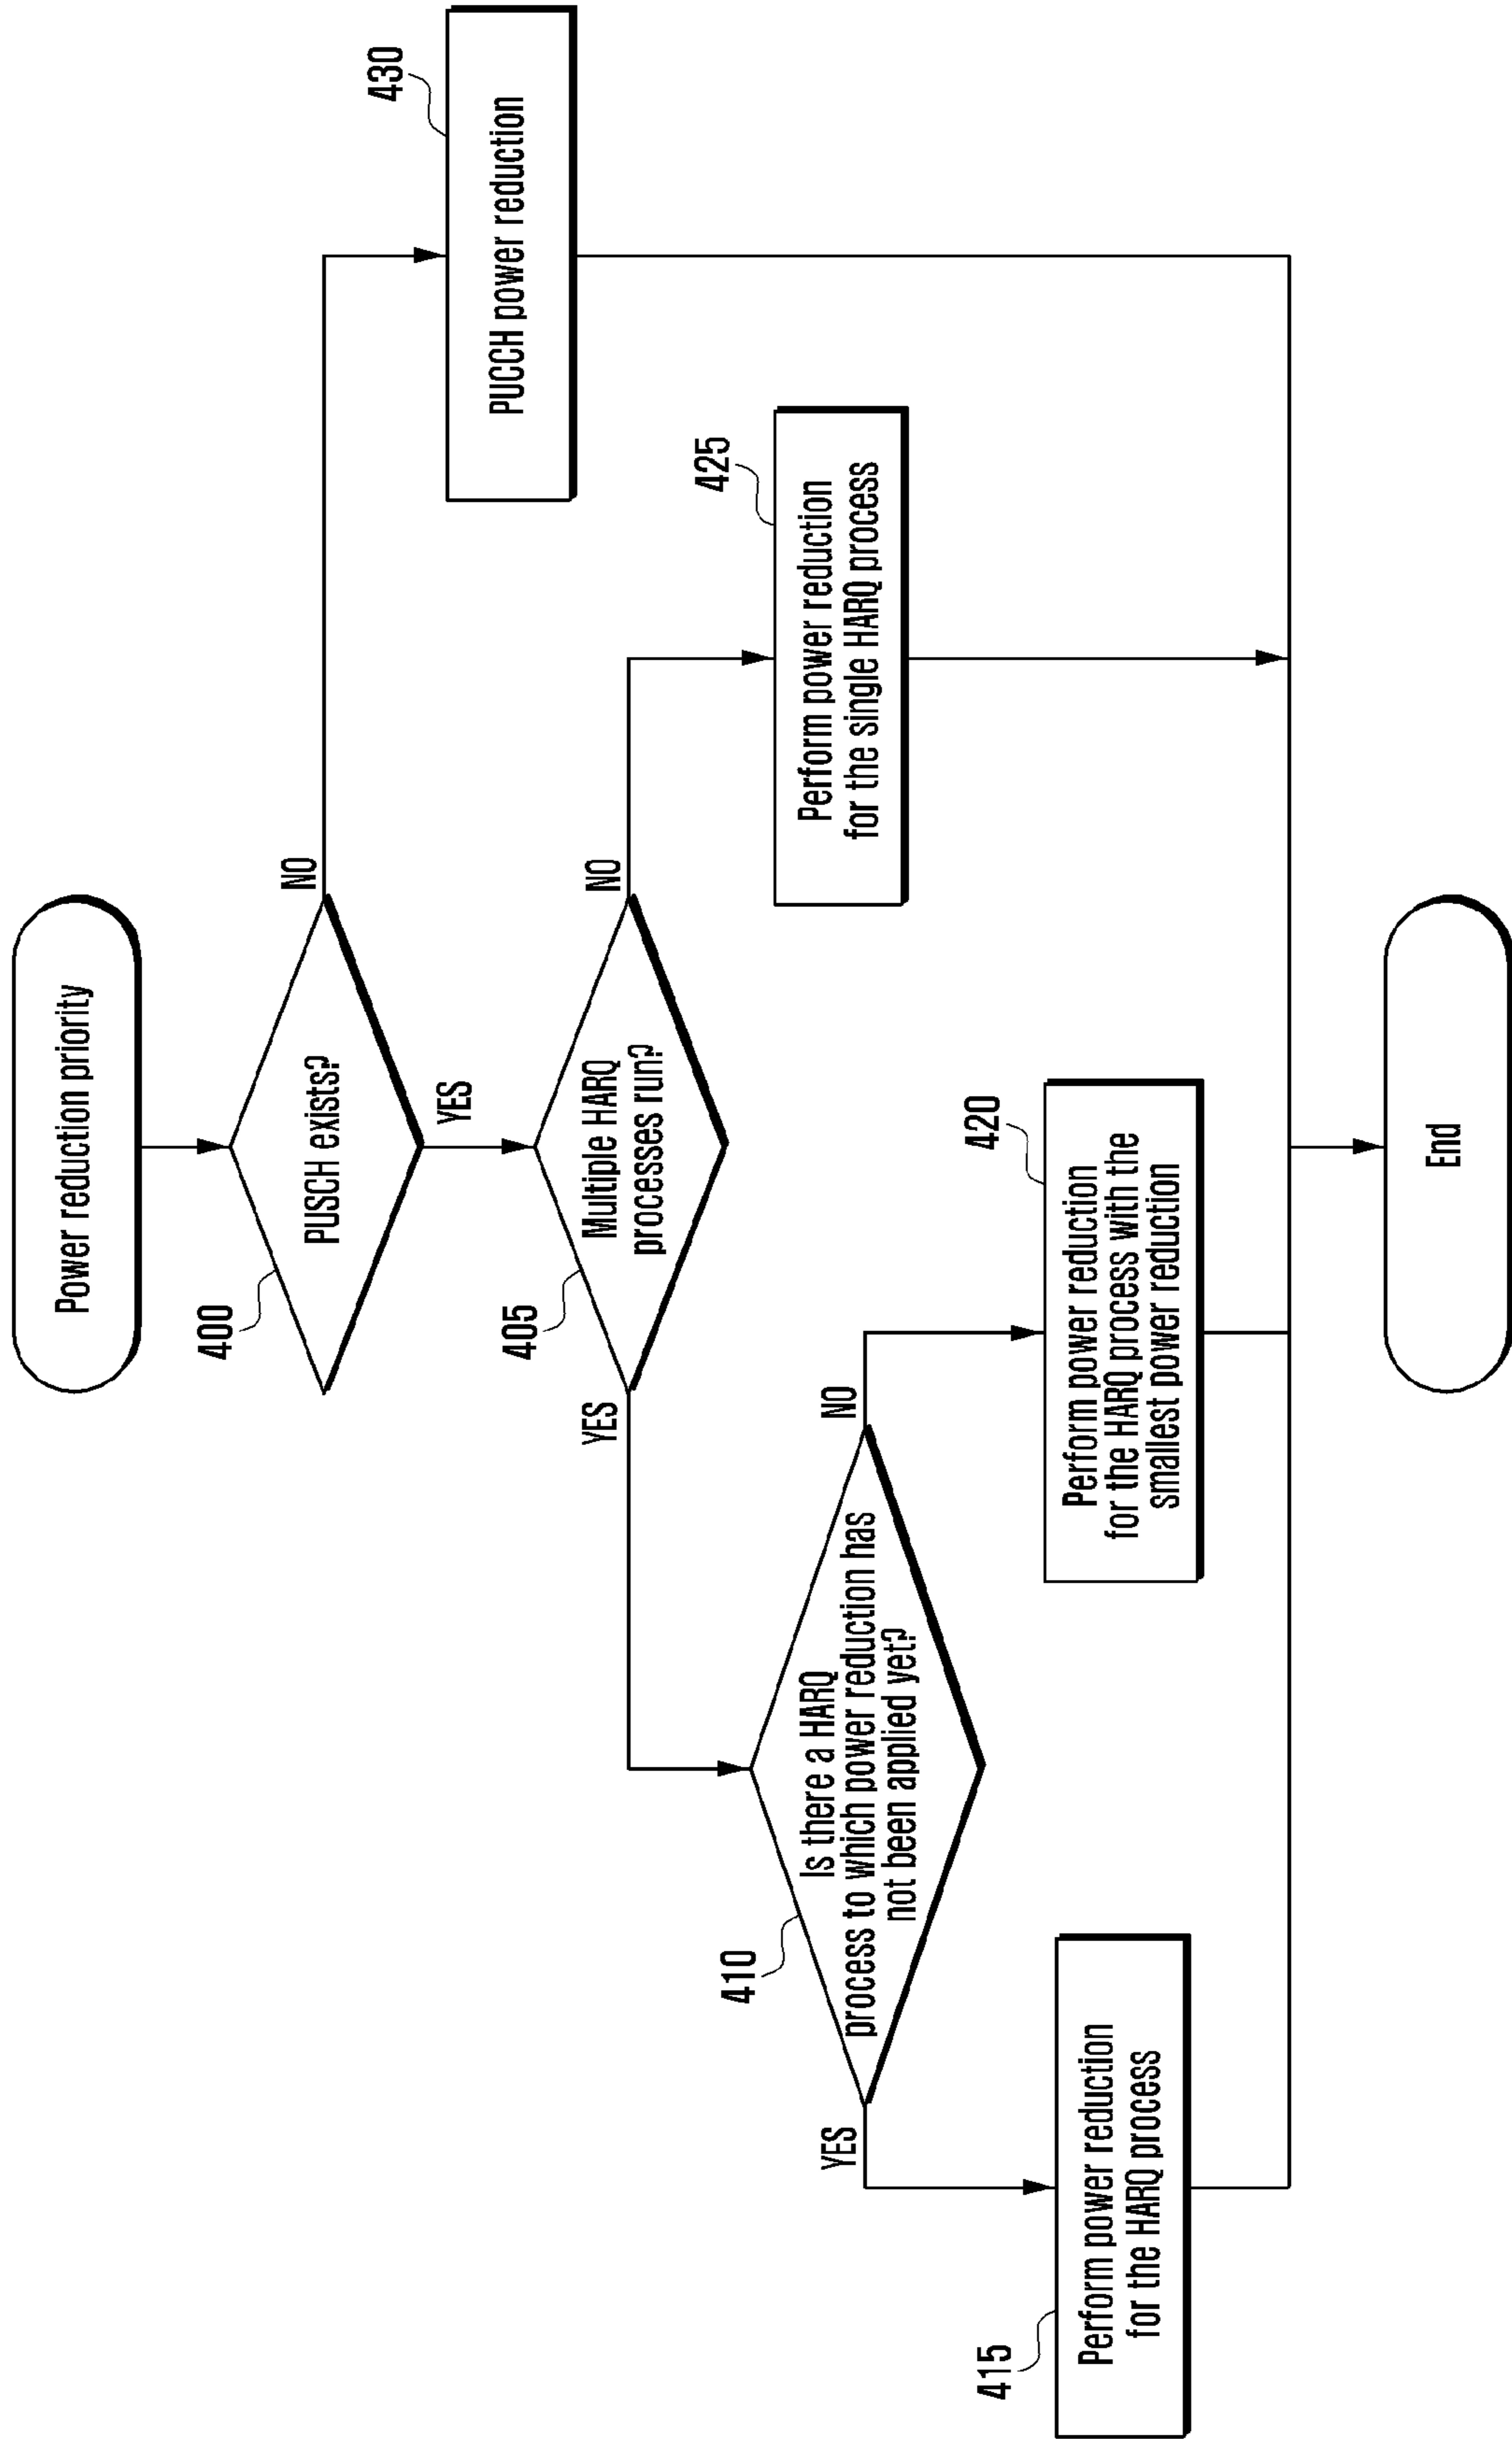 Power reduction priority
400
PUSCH exists?
NO
YES
430
PUCCH power reduction
405
Multiple HARQ
processes run?
YES
NO
425
Perform power reduction
for the single HARQ process
410
Is there a HARQ
process to which power reduction has
not been applied yet?
YES
NO
415
Perform power reduction
for the HARQ process
420
Perform power reduction
for the HARQ process with the
smallest power reduction
End